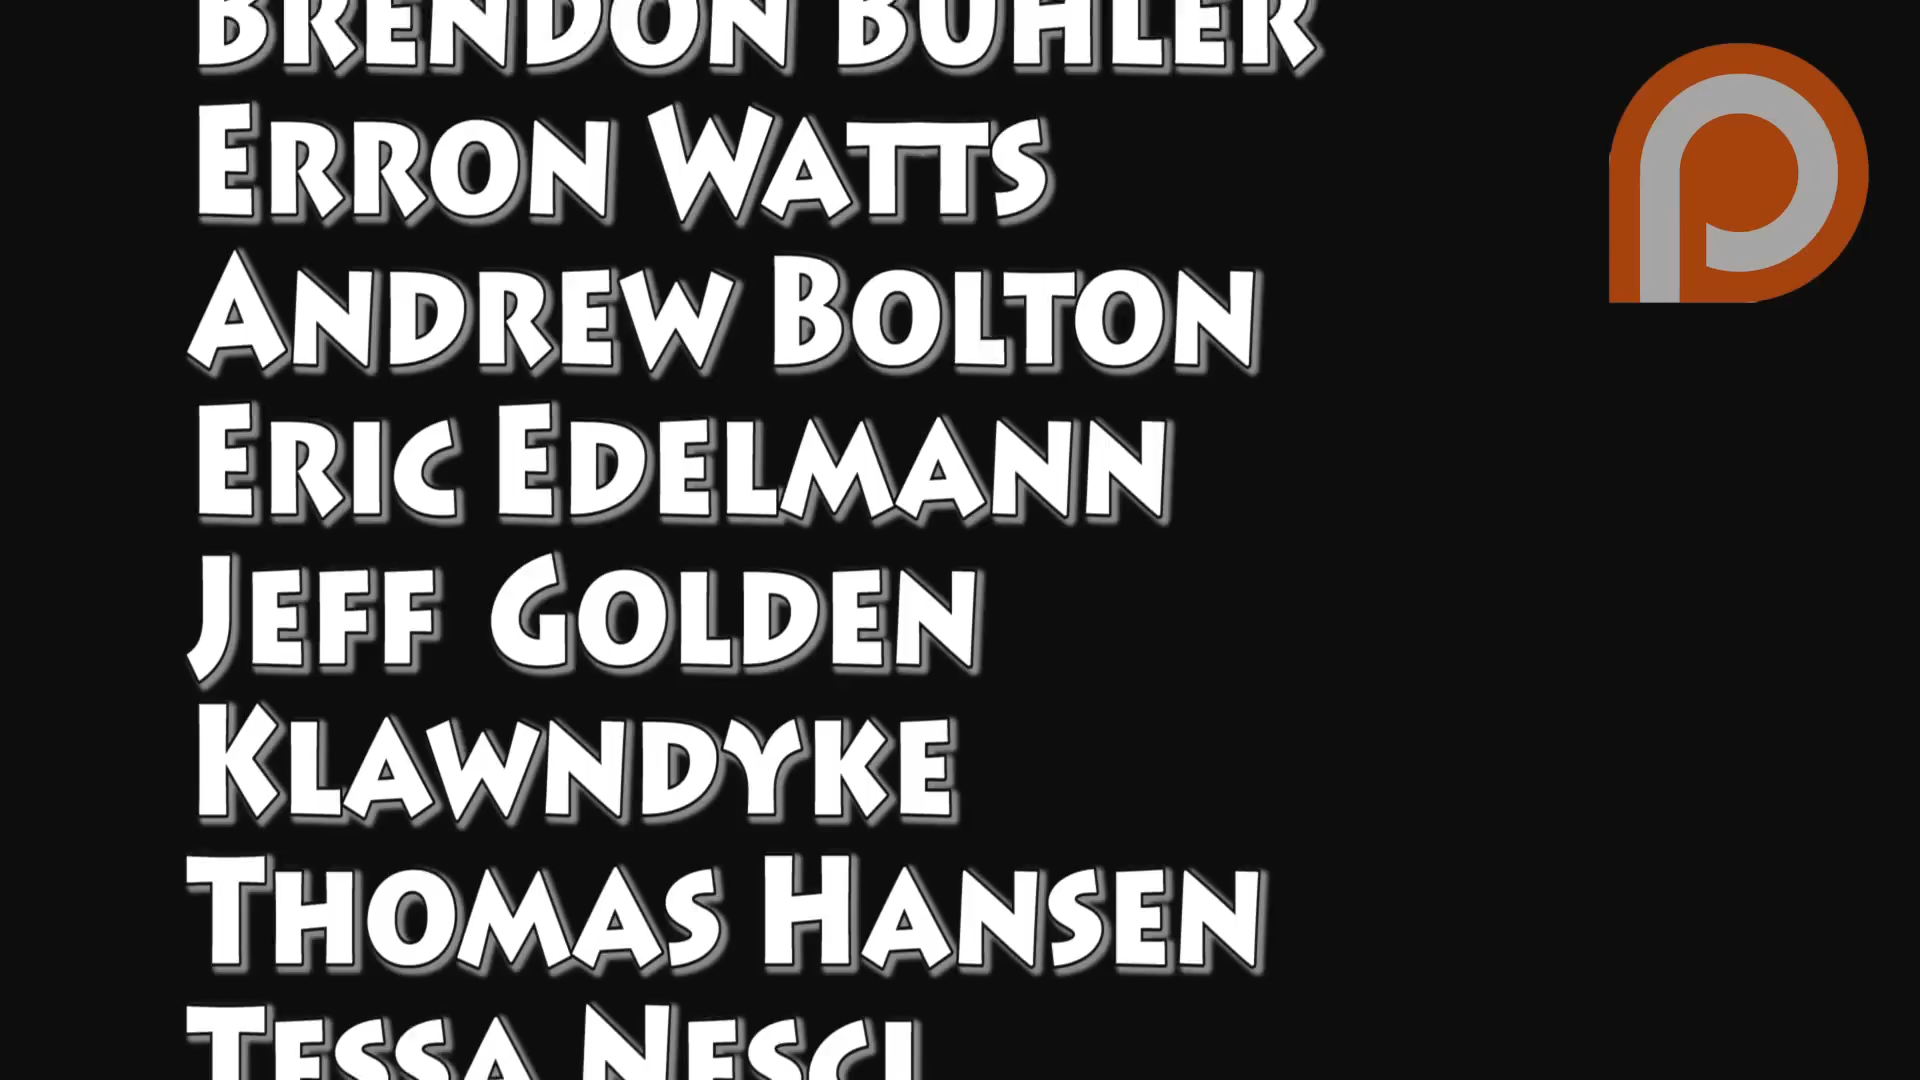 BRENDON BUHLER
ERRON WATTS
ANDREW BOLTON
ERIC EDELMANN
JEFF GOLDEN
KLAWNDYKE
THOMAS HANSEN
TESSA NESCI